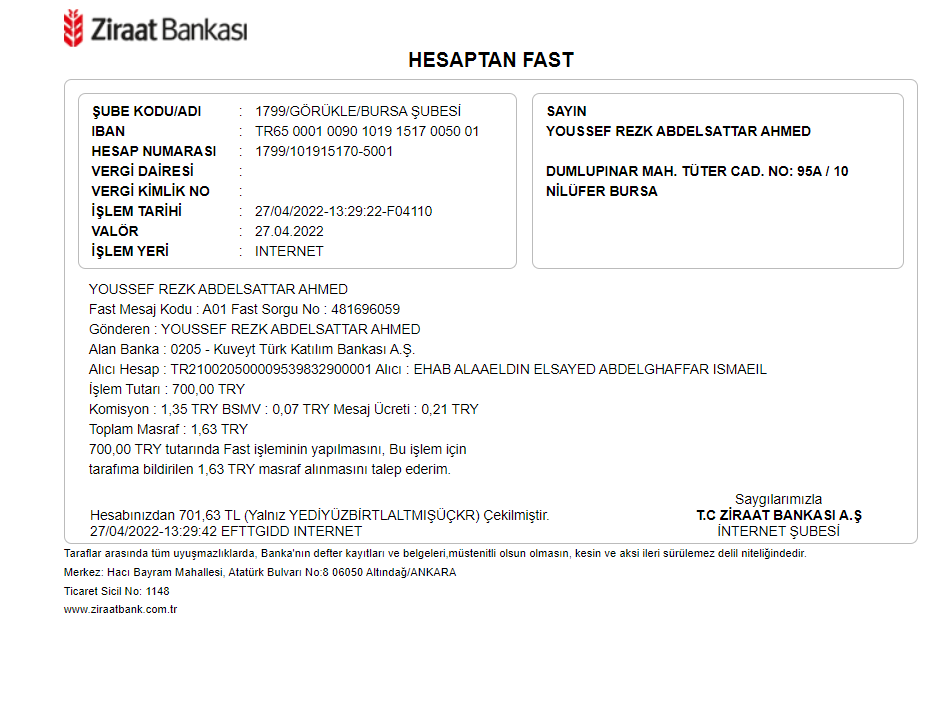 Ziraat Bankası
HESAPTAN FAST
ŞUBE KODU/ADI : 1799/GÖRÜKLE/BURSA ŞUBESİ
IBAN : TR65 0001 0090 1019 1517 0050 01
HESAP NUMARASI : 1799/101915170-5001
VERGİ DAİRESİ :
VERGİ KİMLİK NO :
İŞLEM TARİHİ : 27/04/2022-13:29:22-F04110
VALÖR : 27.04.2022
İŞLEM YERİ : INTERNET
SAYIN
YOUSSEF REZK ABDELSATTAR AHMED
DUMLUPINAR MAH. TÜTER CAD. NO: 95A / 10
NİLÜFER BURSA
YOUSSEF REZK ABDELSATTAR AHMED
Fast Mesaj Kodu : A01 Fast Sorgu No : 481696059
Gönderen : YOUSSEF REZK ABDELSATTAR AHMED
Alan Banka : 0205 - Kuveyt Türk Katılım Bankası A.Ş.
Alıcı Hesap : TR210020500009539832900001 Alıcı : EHAB ALAAELDIN ELSAYED ABDELGHAFFAR ISMAEIL
İşlem Tutarı : 700,00 TRY
Komisyon : 1,35 TRY BSMV : 0,07 TRY Mesaj Ücreti : 0,21 TRY
Toplam Masraf : 1,63 TRY
700,00 TRY tutarında Fast işleminin yapılmasını, Bu işlem için
tarafıma bildirilen 1,63 TRY masraf alınmasını talep ederim.
Hesabınızdan 701,63 TL (Yalnız YEDİYÜZBİRTLALTMIŞÜÇKR) Çekilmiştir.
27/04/2022-13:29:42 EFTTGIDD INTERNET
Saygılarımızla
T.C ZİRAAT BANKASI A.Ş
İNTERNET ŞUBESİ
Taraflar arasında tüm uyuşmazlıklarda, Banka'nın defter kayıtları ve belgeleri,müstenitli olsun olmasın, kesin ve aksi ileri sürülemez delil niteliğindedir.
Merkez: Hacı Bayram Mahallesi, Atatürk Bulvarı No:8 06050 Altındağ/ANKARA
Ticaret Sicil No: 1148
www.ziraatbank.com.tr